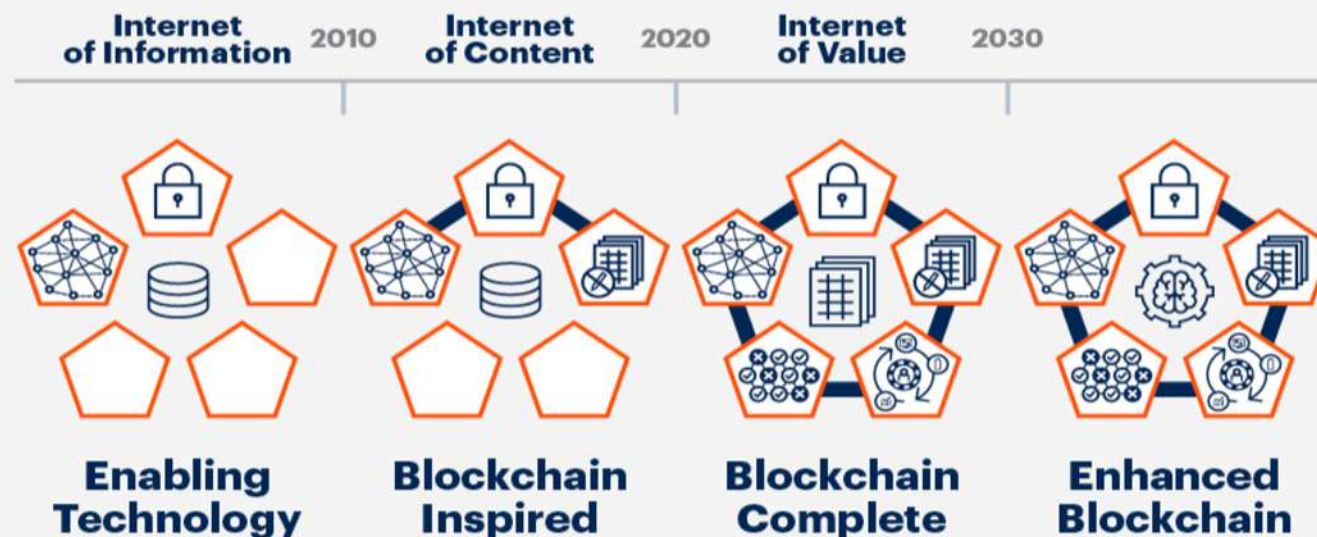 Internet
of Information
2010
Internet
of Content
2020
Internet
of Value
2030
Enabling
Technology
Blockchain
Inspired
Blockchain
Complete
Enhanced
Blockchain